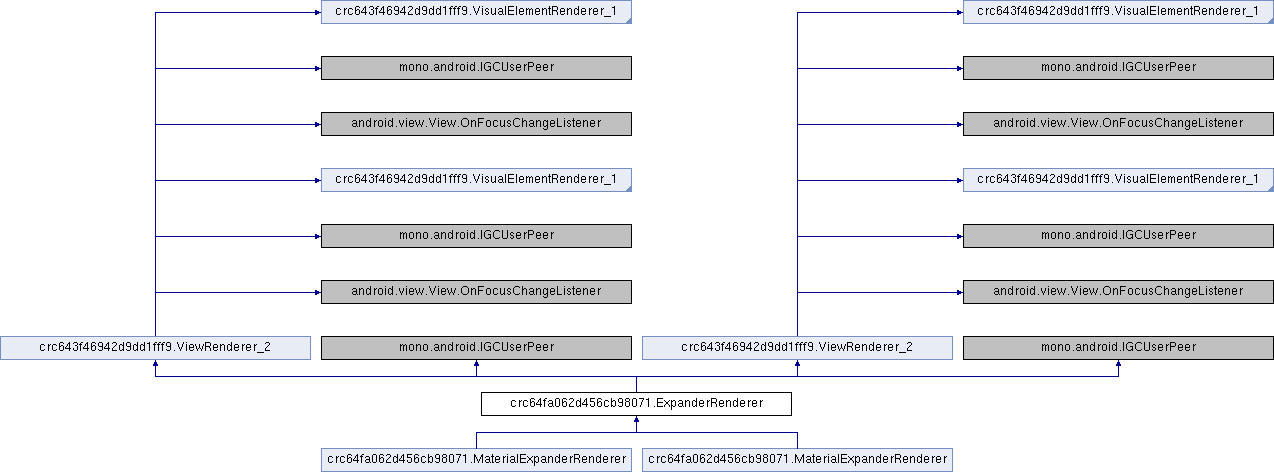 crc643f46942d9dd1fff9.VisualElementRenderer_1 crc643f46942d9dd1fff9.VisualElementRenderer_1
mono.android.IGCUserPeer mono.android.IGCUserPeer
android.view.View.OnFocusChangeListener android.view.View.OnFocusChangeListener
crc643f46942d9dd1fff9.VisualElementRenderer_1 crc643f46942d9dd1fff9.VisualElementRenderer_1
mono.android.IGCUserPeer mono.android.IGCUserPeer
android.view.View.OnFocusChangeListener android.view.View.OnFocusChangeListener
crc643f46942d9dd1fff9.ViewRenderer_2 mono.android.IGCUserPeer crc643f46942d9dd1fff9.ViewRenderer_2 mono.android.IGCUserPeer
crc64fa062d456cb98071.ExpanderRenderer
crc64fa062d456cb98071.MaterialExpanderRenderer crc64fa062d456cb98071.MaterialExpanderRenderer